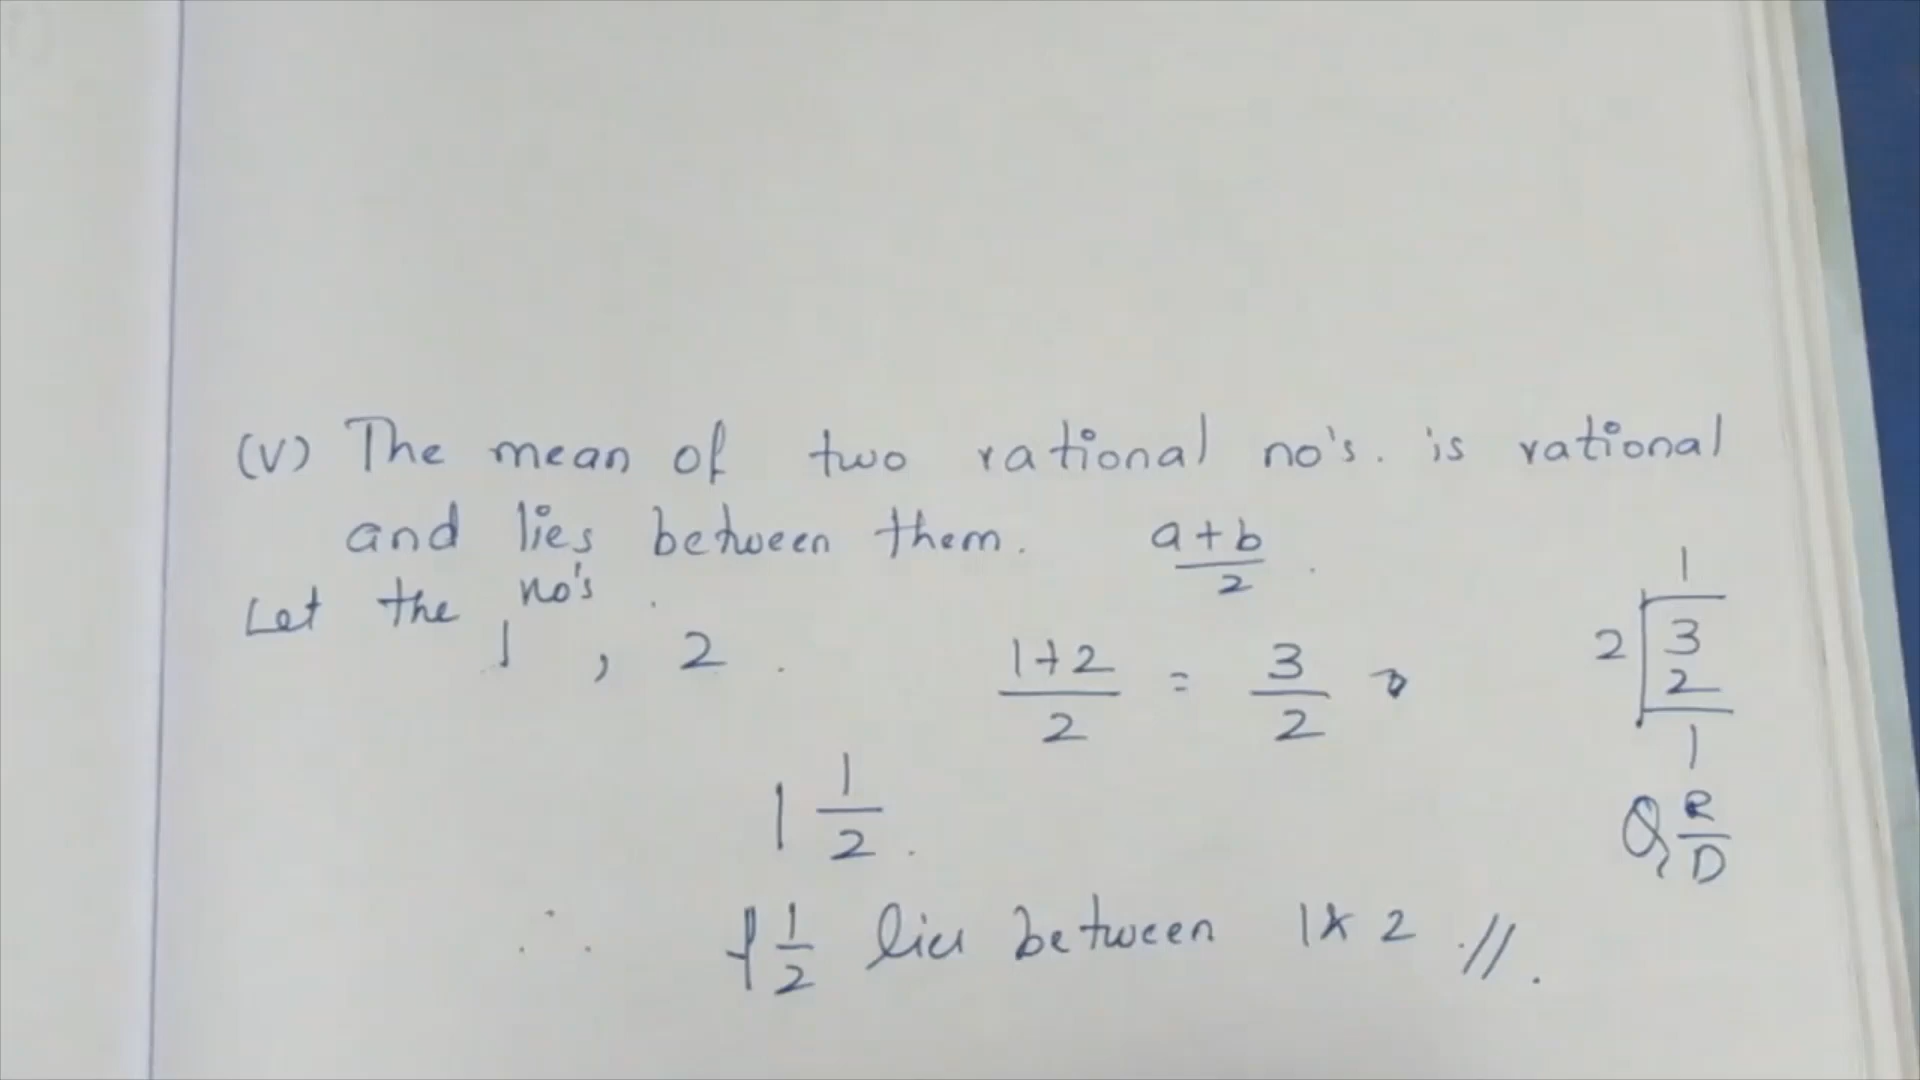 (V) The mean of two rational no's. is rational
and lies between them. a+b/2.
Let the no's.
1, 2. 1+2/2 = 3/2
1 1/2.
∴ 1 1/2 lies between 1 & 2 .//.
1
2 3
2
1
Q R/D